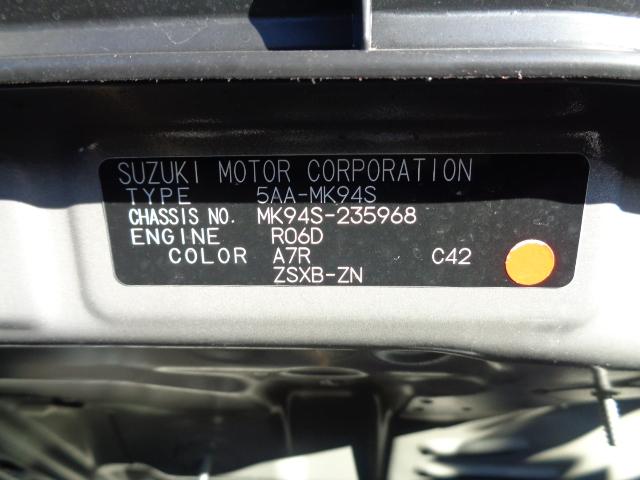 SUZUKI MOTOR CORPORATION
TYPE 5AA-MK94S
CHASSIS NO. MK94S-235968
ENGINE R06D
COLOR A7R C42
ZSXB-ZN